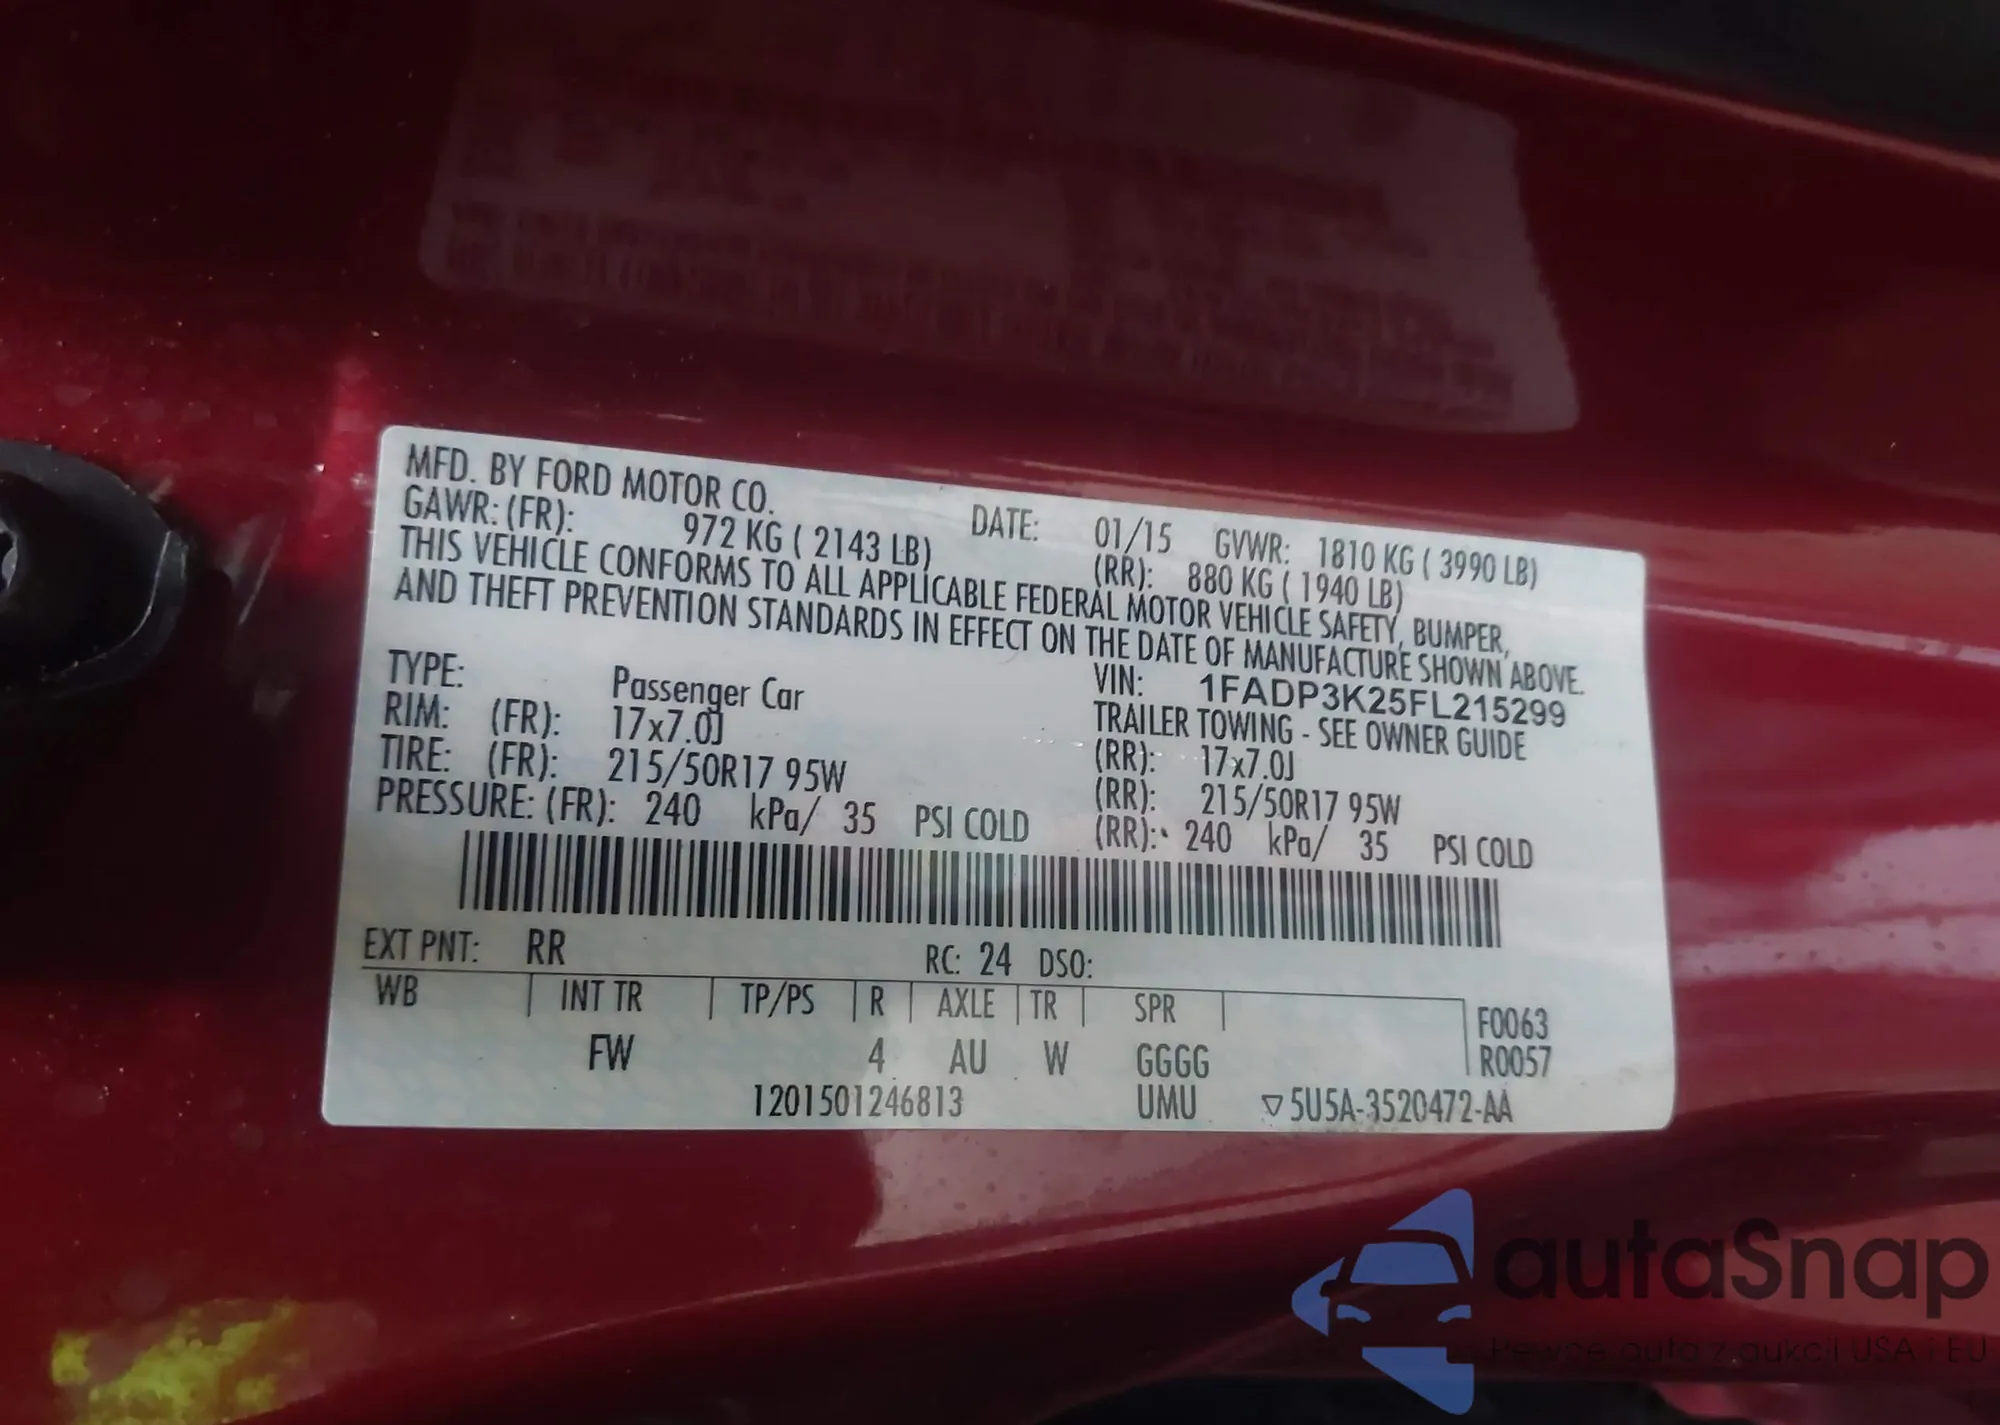 MFD. BY FORD MOTOR CO.
DATE: 01/15 GVWR: 1810 KG ( 3990 LB)
GAWR: (FR): 972 KG ( 2143 LB) (RR): 880 KG ( 1940 LB)
THIS VEHICLE CONFORMS TO ALL APPLICABLE FEDERAL MOTOR VEHICLE SAFETY, BUMPER,
AND THEFT PREVENTION STANDARDS IN EFFECT ON THE DATE OF MANUFACTURE SHOWN ABOVE.
VIN: 1FADP3K25FL215299
TYPE: Passenger Car TRAILER TOWING - SEE OWNER GUIDE
RIM: (FR): 17x7.0J (RR): 17x7.0J
TIRE: (FR): 215/50R17 95W (RR): 215/50R17 95W
PRESSURE: (FR): 240 kPa/ 35 PSI COLD (RR): 240 kPa/ 35 PSI COLD
EXT PNT: RR RC: 24 DSO:
WB INT TR TP/PS R AXLE TR SPR F0063
FW 4 AU W GGGG R0057
1201501246813 UMU ▽5U5A-3520472-AA
autaSnap
Pewne auta z aukcji USA i EU